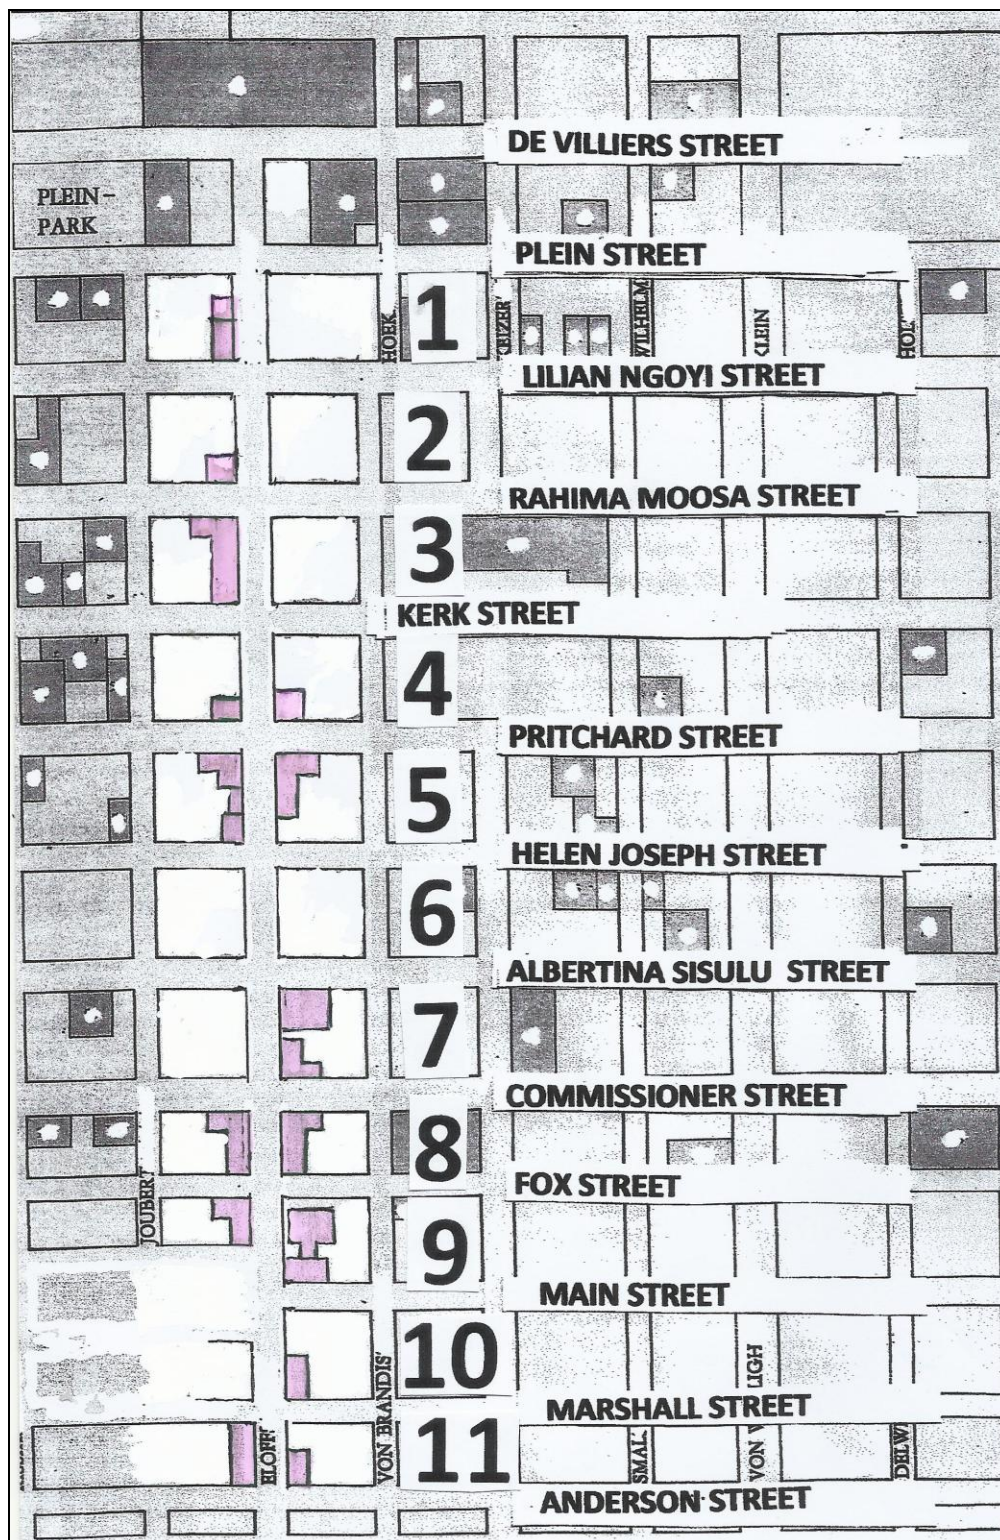 DE VILLIERS STREET
PLEIN-
PARK
PLEIN STREET
1
HOEK
KLEIN
LILIAN NGOYI STREET
2
RAHIMA MOOSA STREET
3
KERK STREET
4
PRITCHARD STREET
5
HELEN JOSEPH STREET
6
ALBERTINA SISULU STREET
7
COMMISSIONER STREET
8
JOUBERT
FOX STREET
9
MAIN STREET
10
VON BRANDIS'
MARSHALL STREET
11
ELOFF
SMAL'
DELW
ANDERSON STREET